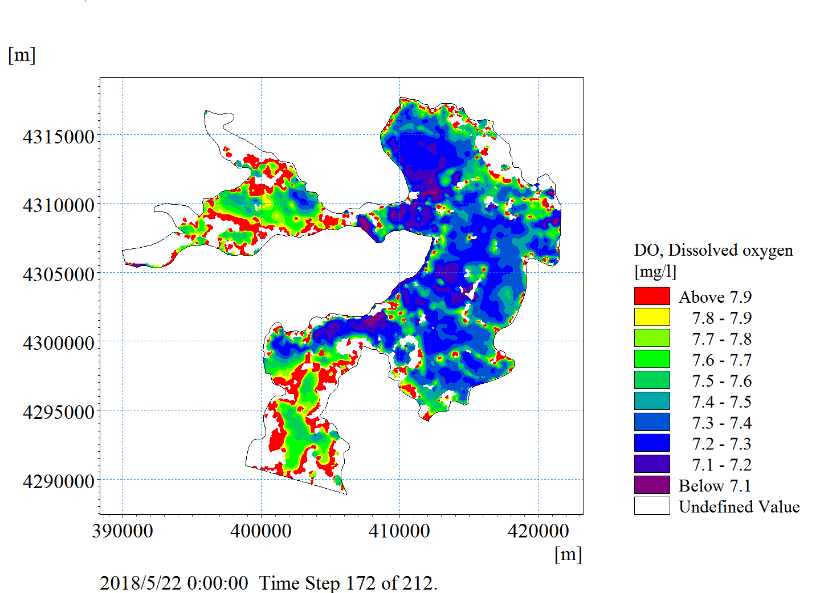 [m]
4315000
4310000
4305000
4300000
4295000
4290000
390000 400000 410000 420000
[m]
2018/5/22 0:00:00 Time Step 172 of 212.
DO, Dissolved oxygen
[mg/l]
Above 7.9
7.8 - 7.9
7.7 - 7.8
7.6 - 7.7
7.5 - 7.6
7.4 - 7.5
7.3 - 7.4
7.2 - 7.3
7.1 - 7.2
Below 7.1
Undefined Value